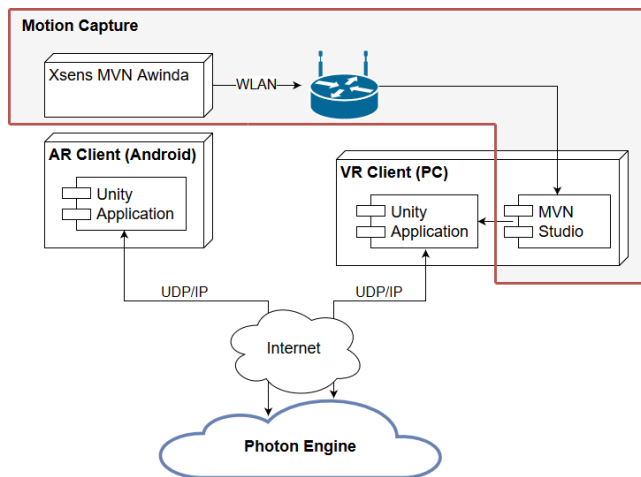 Motion Capture
Xsens MVN Awinda
WLAN
AR Client (Android)
Unity
Application
VR Client (PC)
Unity
Application
MVN
Studio
UDP/IP
UDP/IP
Internet
Photon Engine